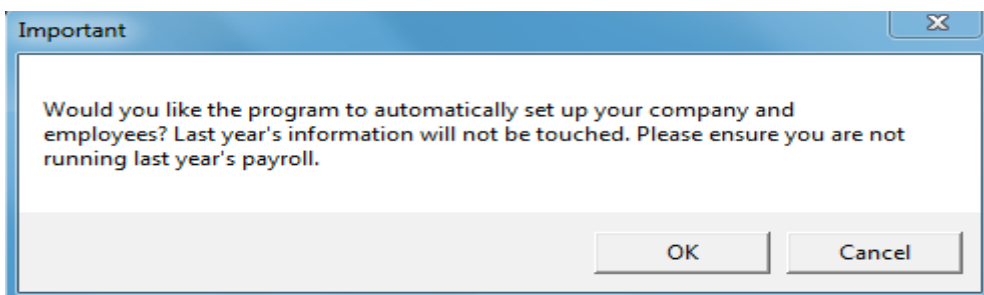 Important
Would you like the program to automatically set up your company and
employees? Last year's information will not be touched. Please ensure you are not
running last year's payroll.
OK
Cancel